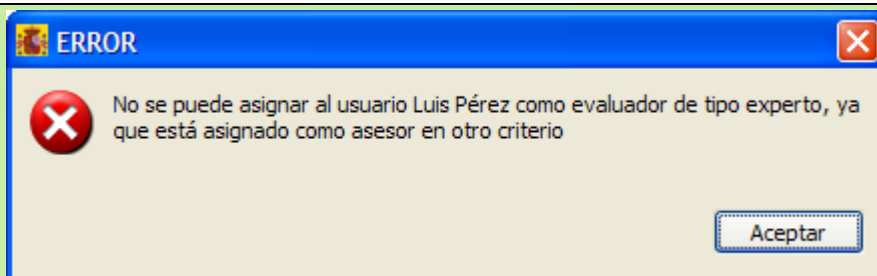 ERROR
No se puede asignar al usuario Luis Pérez como evaluador de tipo experto, ya
que está asignado como asesor en otro criterio
Aceptar